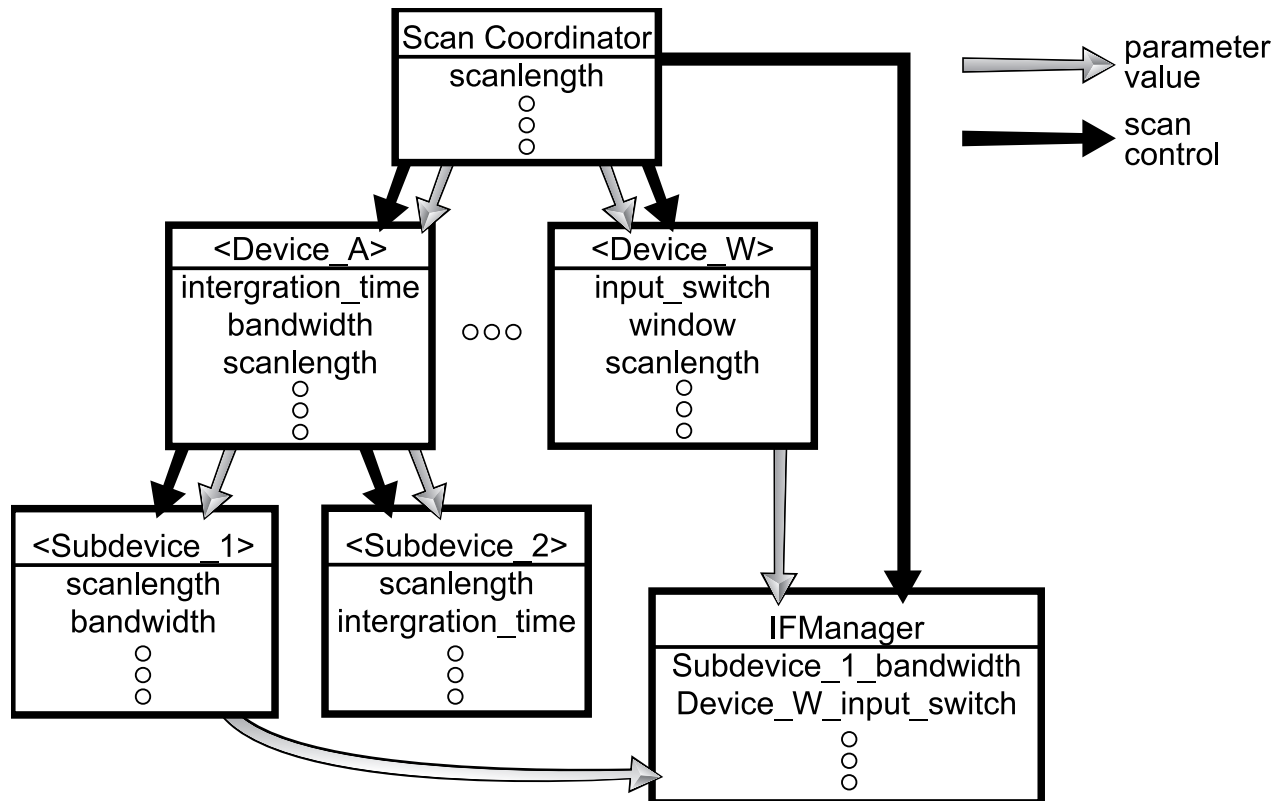 Scan Coordinator
scanlength
parameter
value
scan
control
<Device_A>
intergration_time
bandwidth
scanlength
<Device_W>
input_switch
window
scanlength
<Subdevice_1>
scanlength
bandwidth
<Subdevice_2>
scanlength
intergration_time
IFManager
Subdevice_1_bandwidth
Device_W_input_switch